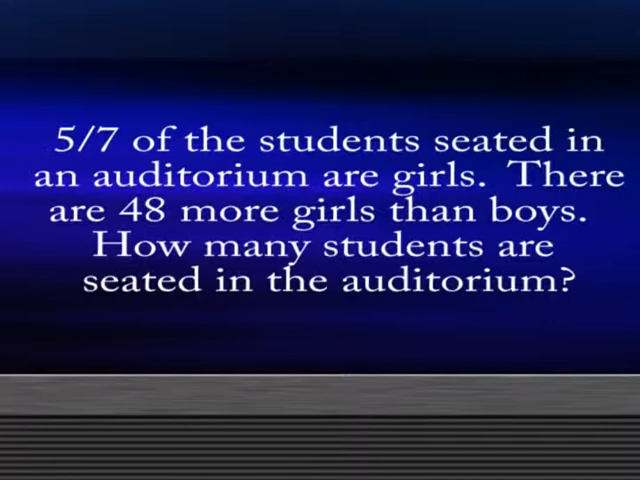 5/7 of the students seated in
an auditorium are girls. There
are 48 more girls than boys.
How many students are
seated in the auditorium?